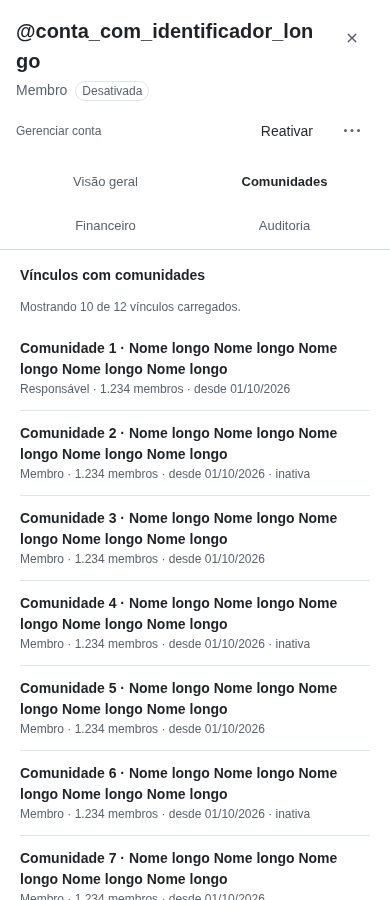 @conta_com_identificador_lon
go
Membro Desativada
Gerenciar conta Reativar
Visão geral Comunidades
Financeiro Auditoria
Vínculos com comunidades
Mostrando 10 de 12 vínculos carregados.
Comunidade 1 · Nome longo Nome longo Nome
longo Nome longo Nome longo
Responsável · 1.234 membros · desde 01/10/2026
Comunidade 2 · Nome longo Nome longo Nome
longo Nome longo Nome longo
Membro · 1.234 membros · desde 01/10/2026 · inativa
Comunidade 3 · Nome longo Nome longo Nome
longo Nome longo Nome longo
Membro · 1.234 membros · desde 01/10/2026
Comunidade 4 · Nome longo Nome longo Nome
longo Nome longo Nome longo
Membro · 1.234 membros · desde 01/10/2026 · inativa
Comunidade 5 · Nome longo Nome longo Nome
longo Nome longo Nome longo
Membro · 1.234 membros · desde 01/10/2026
Comunidade 6 · Nome longo Nome longo Nome
longo Nome longo Nome longo
Membro · 1.234 membros · desde 01/10/2026 · inativa
Comunidade 7 · Nome longo Nome longo Nome
longo Nome longo Nome longo
Membro · 1.234 membros · desde 01/10/2026